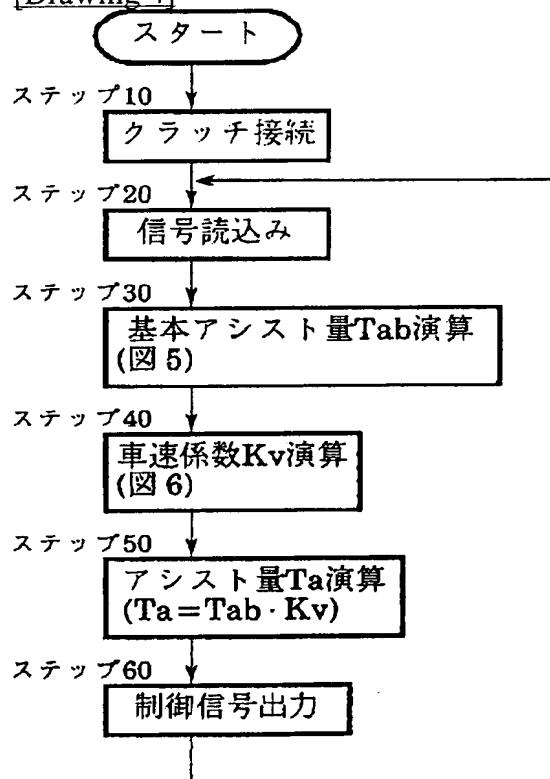 [Drawing 4]
スタート
ステップ10
クラッチ接続
ステップ20
信号読込み
ステップ30
基本アシスト量Tab演算
(図5)
ステップ40
車速係数Kv演算
(図6)
ステップ50
アシスト量Ta演算
(Ta=Tab·Kv)
ステップ60
制御信号出力